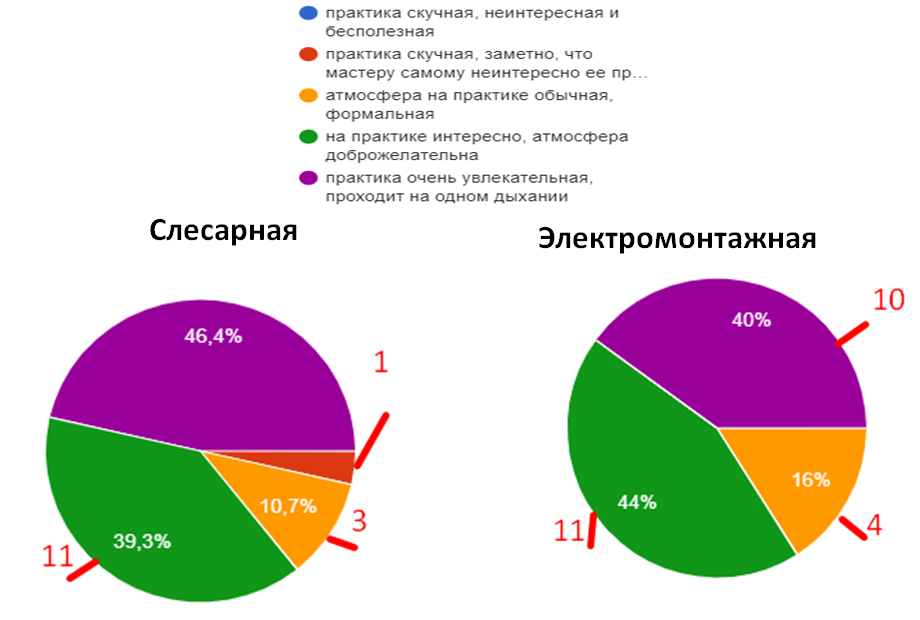 практика скучная, неинтересная и
бесполезная
практика скучная, заметно, что
мастеру самому неинтересно ее пр...
атмосфера на практике обычная,
формальная
на практике интересно, атмосфера
доброжелательна
практика очень увлекательная,
проходит на одном дыхании
Слесарная
Электромонтажная
46,4%
1
10,7%
3
39,3%
11
40%
10
16%
4
44%
11